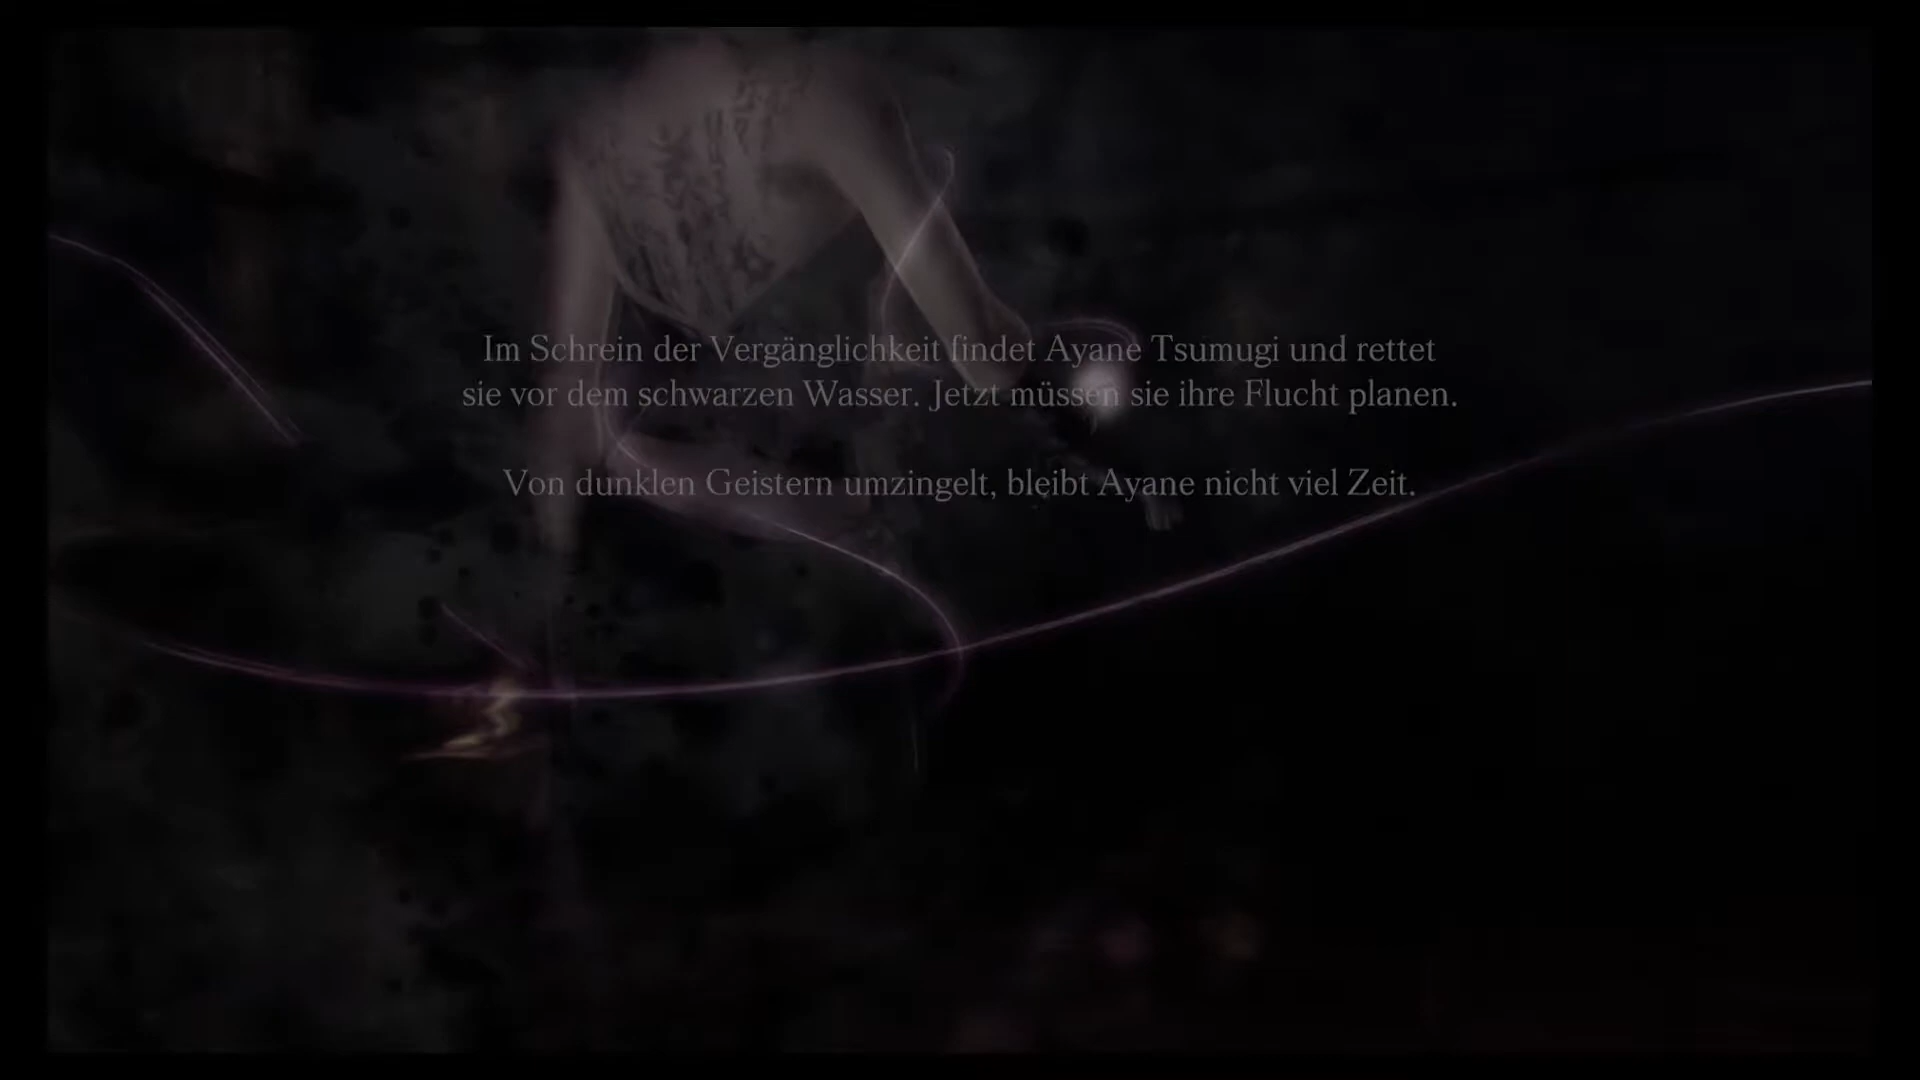 Im Schrein der Vergänglichkeit findet Ayane Tsumugi und rettet
sie vor dem schwarzen Wasser. Jetzt müssen sie ihre Flucht planen.
Von dunklen Geistern umzingelt, bleibt Ayane nicht viel Zeit.